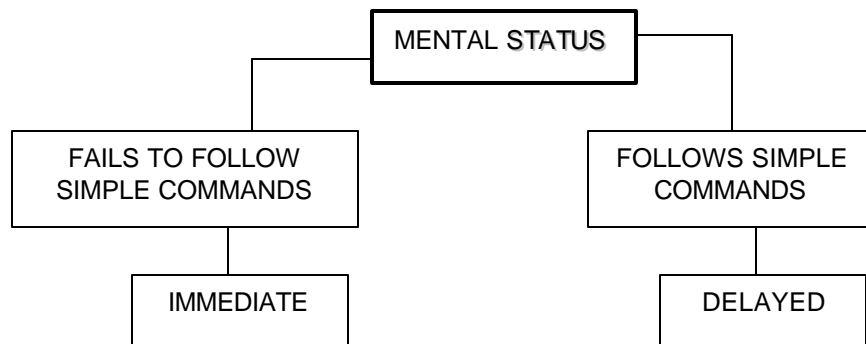 MENTAL STATUS
FAILS TO FOLLOW
SIMPLE COMMANDS
FOLLOWS SIMPLE
COMMANDS
IMMEDIATE
DELAYED